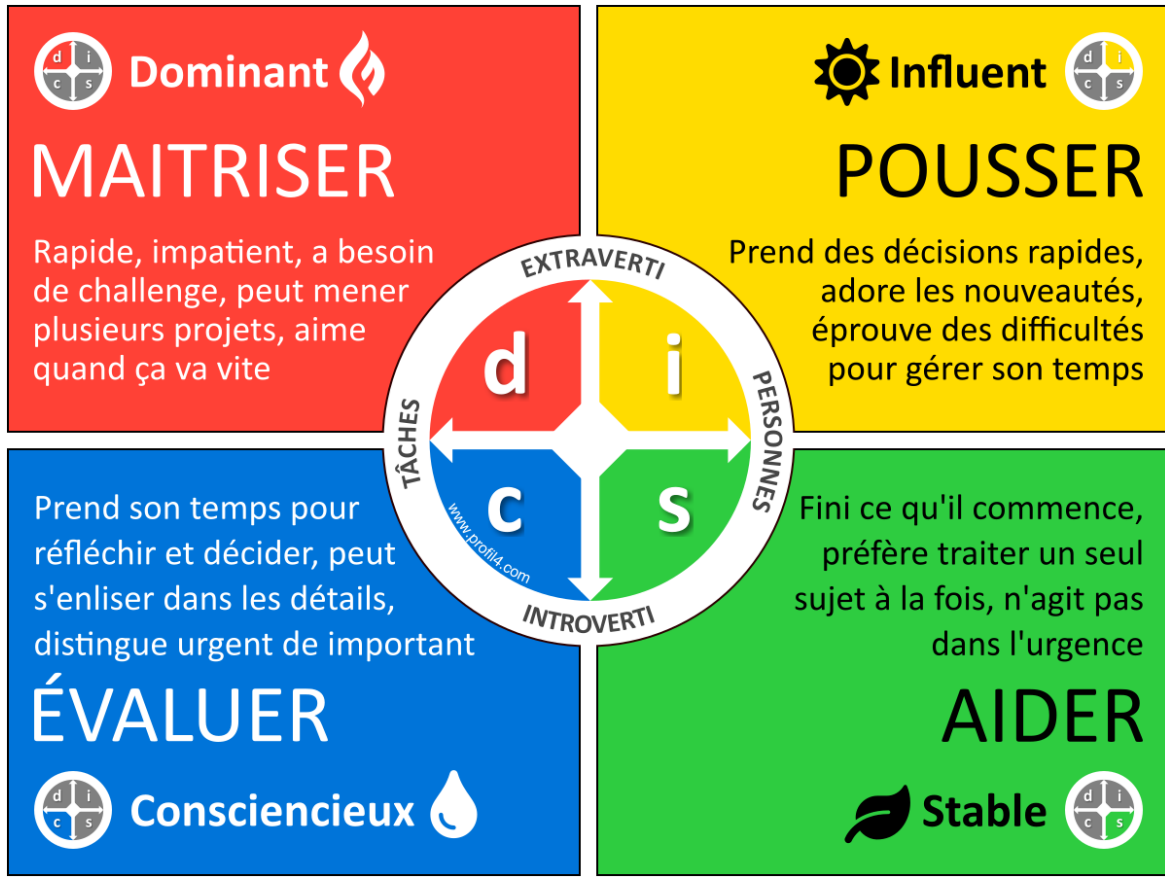 d i
c s
Dominant
MAITRISER
Rapide, impatient, a besoin
de challenge, peut mener
plusieurs projets, aime
quand ça va vite
Influent
d i
c s
POUSSER
Prend des décisions rapides,
adore les nouveautés,
éprouve des difficultés
pour gérer son temps
EXTRAVERTI
TÂCHES
PERSONNES
INTROVERTI
d i
c s
www.profil4.com
Prend son temps pour
réfléchir et décider, peut
s'enliser dans les détails,
distingue urgent de important
ÉVALUER
d i
c s
Consciencieux
Fini ce qu'il commence,
préfère traiter un seul
sujet à la fois, n'agit pas
dans l'urgence
AIDER
Stable
d i
c s